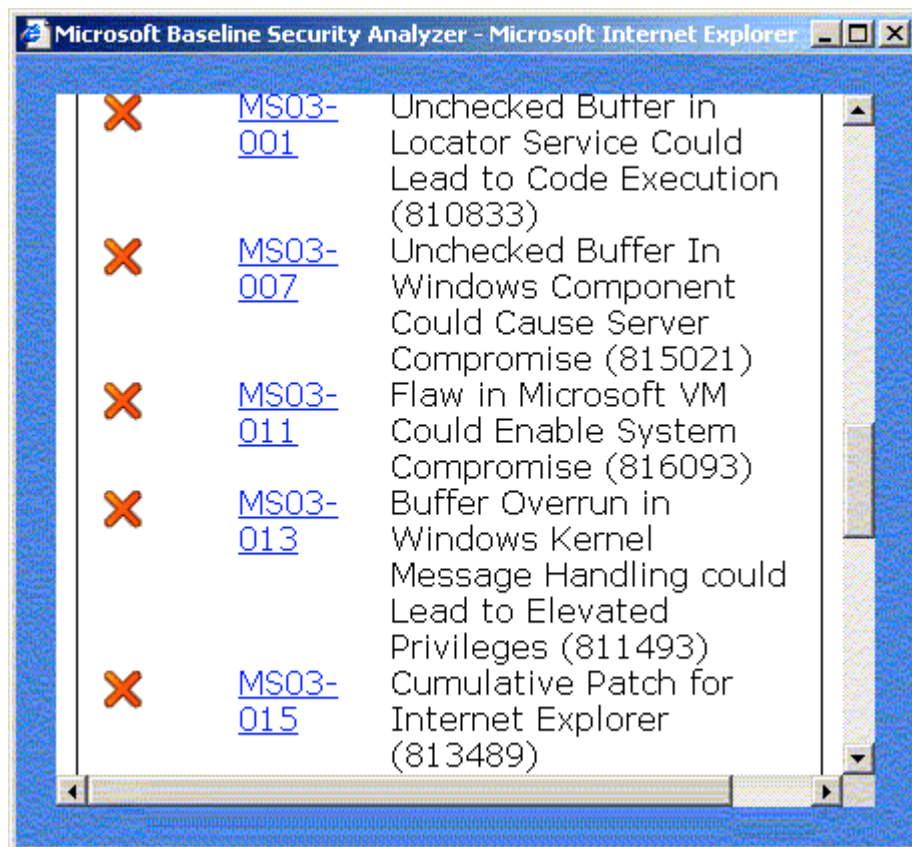 Microsoft Baseline Security Analyzer - Microsoft Internet Explorer
MS03-001 Unchecked Buffer in
Locator Service Could
Lead to Code Execution
(810833)
MS03-007 Unchecked Buffer In
Windows Component
Could Cause Server
Compromise (815021)
MS03-011 Flaw in Microsoft VM
Could Enable System
Compromise (816093)
MS03-013 Buffer Overrun in
Windows Kernel
Message Handling could
Lead to Elevated
Privileges (811493)
MS03-015 Cumulative Patch for
Internet Explorer
(813489)